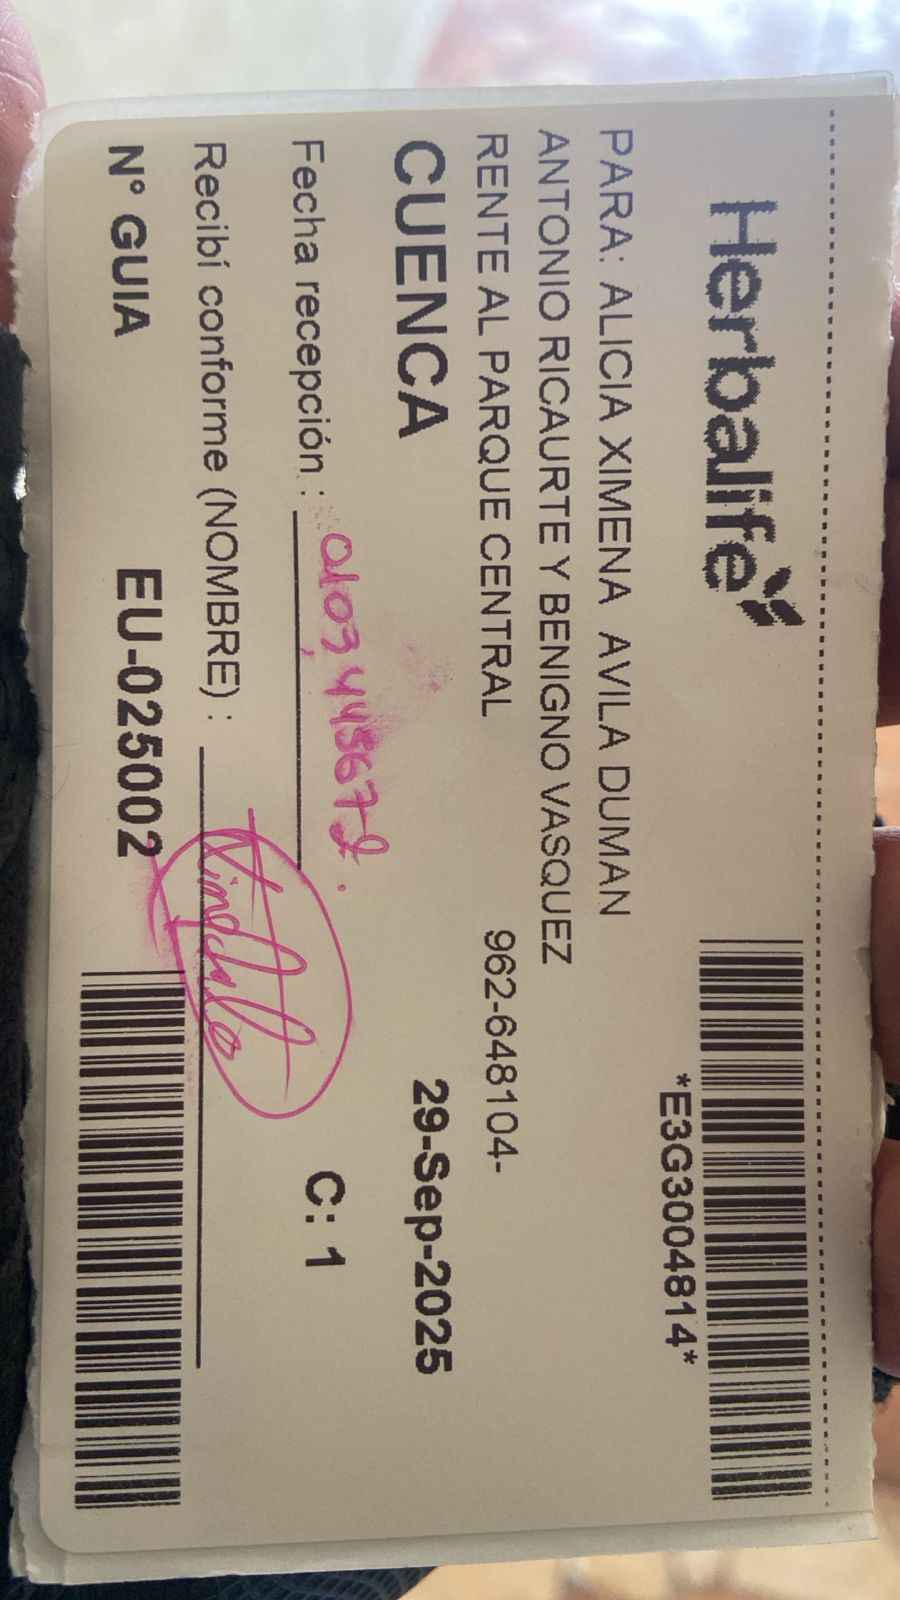 Herbalife
*E3G3004814*
PARA: ALICIA XIMENA AVILA DUMAN
ANTONIO RICAURTE Y BENIGNO VASQUEZ
RENTE AL PARQUE CENTRAL 962-648104-
CUENCA 29-Sep-2025
Fecha recepción : 0103445672. C: 1
Recibí conforme (NOMBRE) :
N° GUIA EU-025002